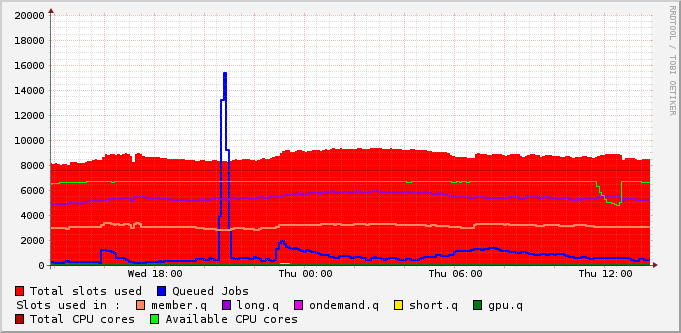 20000
18000
16000
14000
12000
10000
8000
6000
4000
2000
0
Wed 18:00 Thu 00:00 Thu 06:00 Thu 12:00
Total slots used Queued Jobs
Slots used in : member.q long.q ondemand.q short.q gpu.q
Total CPU cores Available CPU cores
RRDTOOL / TOBI OETIKER